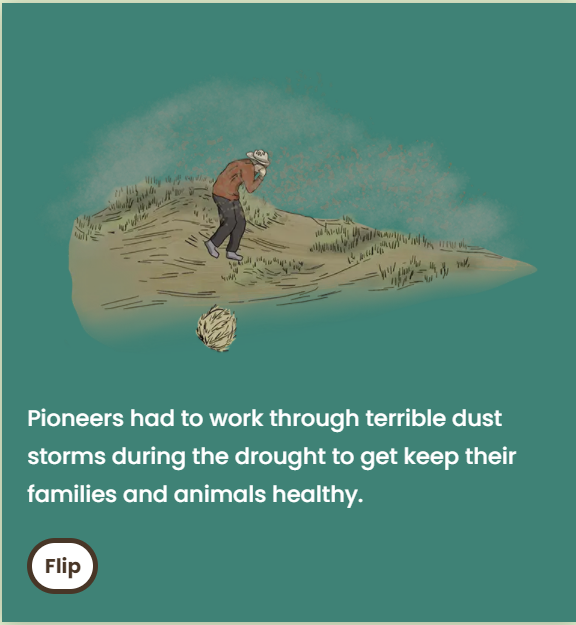 Pioneers had to work through terrible dust
storms during the drought to get keep their
families and animals healthy.
Flip